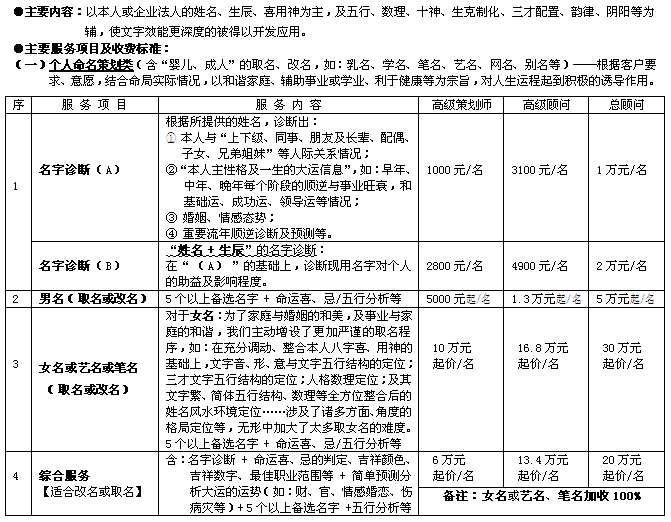 ●主要内容：以本人或企业法人的姓名、生辰、喜用神为主，及五行、数理、十神、生克制化、三才配置、韵律、阴阳等为
辅，使文字效能更深度的被得以开发应用。
●主要服务项目及收费标准：
（一）个人命名策划类（含“婴儿、成人”的取名、改名，如：乳名、学名、笔名、艺名、网名、别名等）——根据客户要
求、意愿，结合命局实际情况，以和谐家庭、辅助事业或学业、利于健康等为宗旨，对人生运程起到积极的诱导作用。
序 服 务 项 目 服 务 内 容 高级策划师 高级顾问 总顾问
1
名字诊断（A）
根据所提供的姓名，诊断出：
① 本人与“上下级、同事、朋友及长辈、配偶、
子女、兄弟姐妹”等人际关系情况；
②“本人主性格及一生的大运信息”，如：早年、
中年、晚年每个阶段的顺逆与事业旺衰，和
基础运、成功运、领导运等情况；
③ 婚姻、情感态势；
④ 重要流年顺逆诊断及预测等。
1000 元/名 3100 元/名 1 万元/名
名字诊断（B）
“姓名+生辰”的名字诊断：
在“（A）”的基础上，诊断现用名字对个人
的助益及影响程度。
2800 元/名 4900 元/名 2 万元/名
2 男名（取名或改名） 5 个以上备选名字 + 命运喜、忌/五行分析等 5000 元起/名 1.3 万元起/名 5 万元起/名
3
女名或艺名或笔名
（取名或改名）
对于女名：为了家庭与婚姻的和美，及事业与家
庭的和谐，我们主动增设了更加严谨的取名程
序，如：在充分调动、整合本人八字喜、用神的
基础上，文字音、形、意与文字五行结构的定位；
三才文字五行结构的定位；人格数理定位；及其
文字繁、简体五行结构、数理等全方位整合后的
姓名风水环境定位……涉及了诸多方面、角度的
格局定位等，无形中加大了太多取女名的难度。
5 个以上备选名字 + 命运喜、忌/五行分析等
10 万元
起价/名
16.8 万元
起价/名
30 万元
起价/名
4
综合服务
【适合改名或取名】
含：名字诊断 + 命运喜、忌的判定、吉祥颜色、
吉祥数字、最佳职业范围等 + 简单预测分
析大运的运势（如：财、官、情感婚恋、伤
病灾等）+5 个以上备选名字 +五行分析等
6 万元
起价/名
13.4 万元
起价/名
20 万元
起价/名
备注：女名或艺名、笔名加收 100%